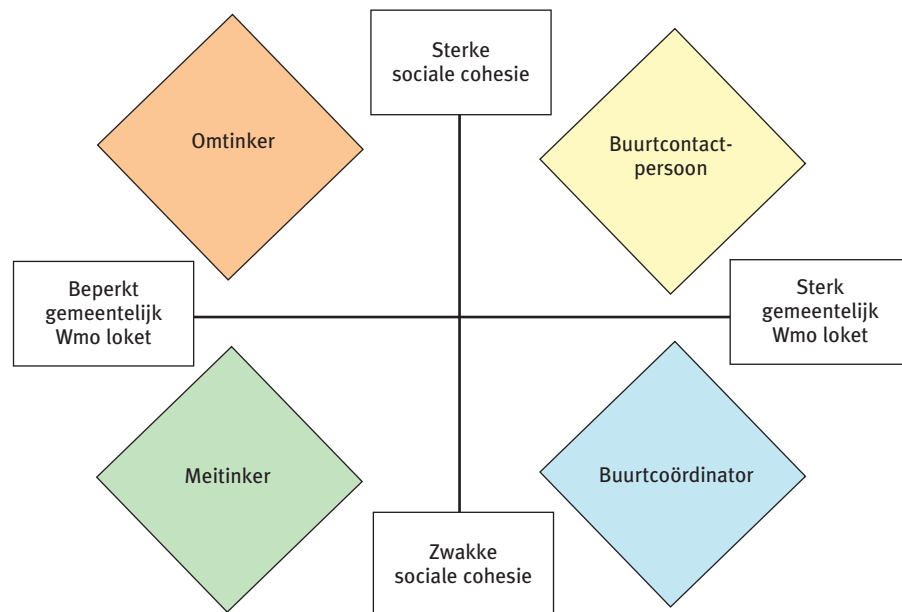 Sterke
sociale cohesie
Omtinker
Buurtcontact-
persoon
Beperkt
gemeentelijk
Wmo loket
Sterk
gemeentelijk
Wmo loket
Meitinker
Buurtcoördinator
Zwakke
sociale cohesie